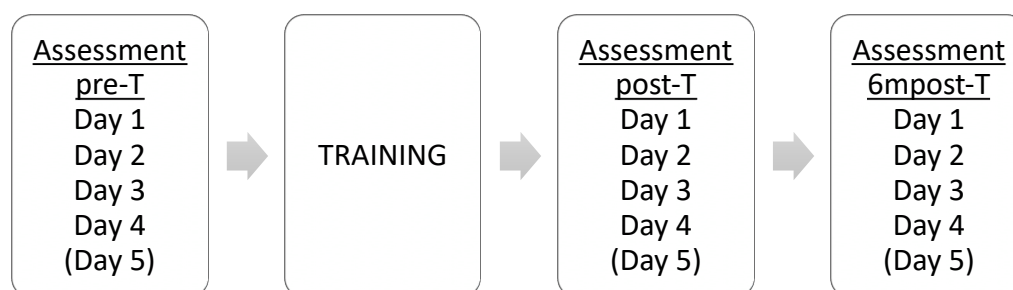 Assessment
pre-T
Day 1
Day 2
Day 3
Day 4
(Day 5)
TRAINING
Assessment
post-T
Day 1
Day 2
Day 3
Day 4
(Day 5)
Assessment
6mpost-T
Day 1
Day 2
Day 3
Day 4
(Day 5)